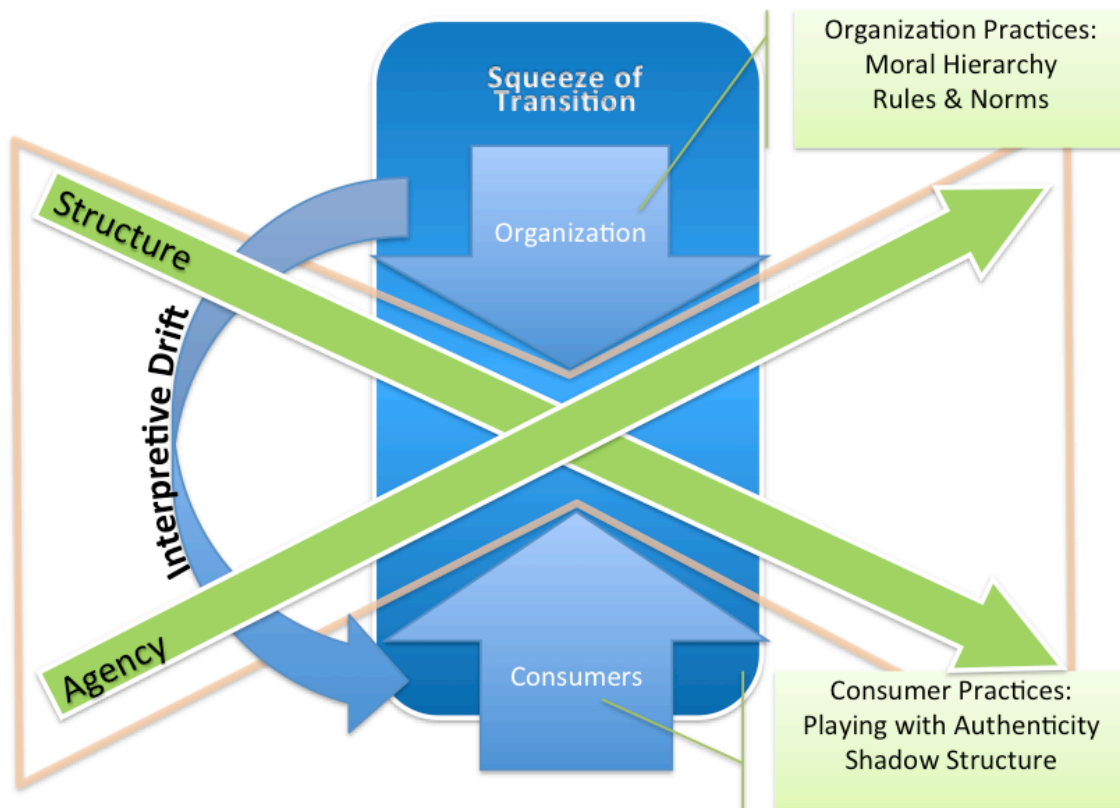 Organization Practices:
Moral Hierarchy
Rules & Norms
Squeeze of
Transition
Structure
Organization
Interpretive Drift
Agency
Consumers
Consumer Practices:
Playing with Authenticity
Shadow Structure